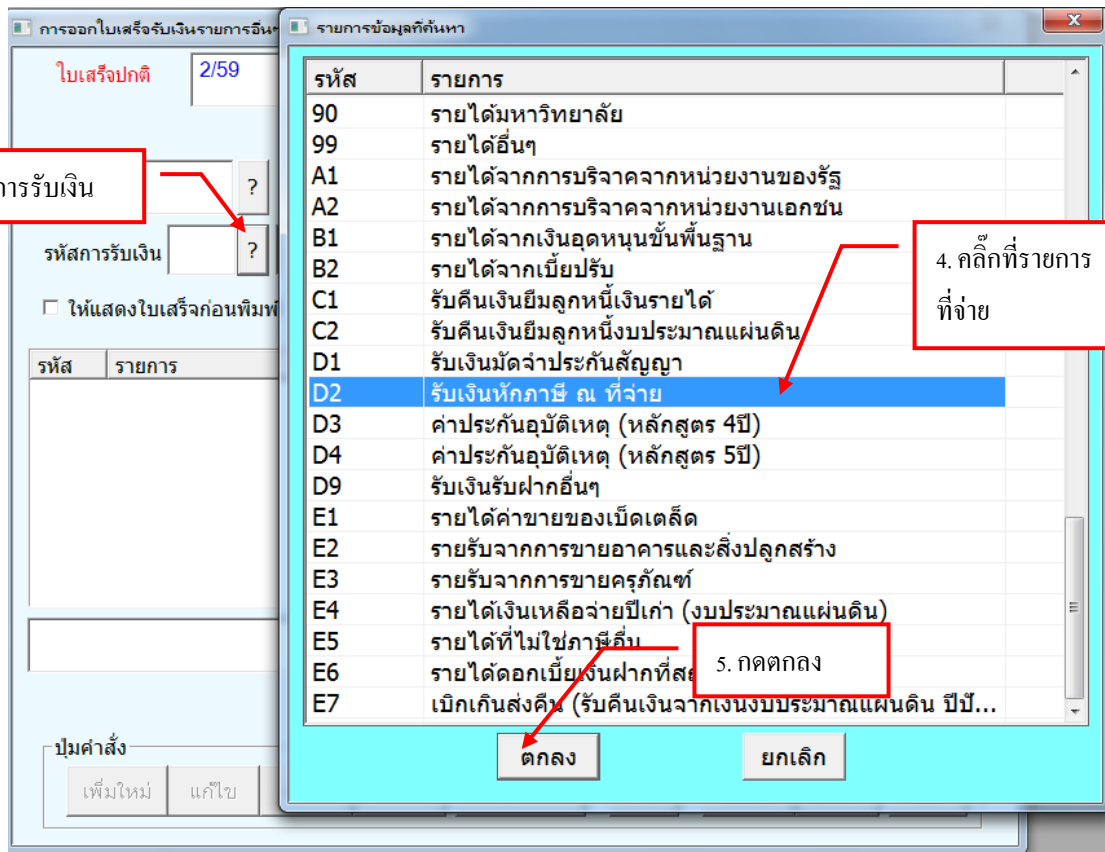 การออกใบเสร็จรับเงินรายการอื่นๆ
ใบเสร็จปกติ 2/59
การรับเงิน
?
รหัสการรับเงิน ?
ให้แสดงใบเสร็จก่อนพิมพ์
รหัส รายการ
ปุ่มคำสั่ง
เพิ่มใหม่ แก้ไข
รายการข้อมูลที่ค้นหา
รหัส รายการ
90 รายได้มหาวิทยาลัย
99 รายได้อื่นๆ
A1 รายได้จากการบริจาคจากหน่วยงานของรัฐ
A2 รายได้จากการบริจาคจากหน่วยงานเอกชน
B1 รายได้จากเงินอุดหนุนขั้นพื้นฐาน
B2 รายได้จากเบี้ยปรับ
C1 รับคืนเงินยืมลูกหนี้เงินรายได้
C2 รับคืนเงินยืมลูกหนี้งบประมาณแผ่นดิน
D1 รับเงินมัดจำประกันสัญญา
D2 รับเงินหักภาษี ณ ที่จ่าย
D3 ค่าประกันอุบัติเหตุ (หลักสูตร 4ปี)
D4 ค่าประกันอุบัติเหตุ (หลักสูตร 5ปี)
D9 รับเงินรับฝากอื่นๆ
E1 รายได้ค่าขายของเบ็ดเตล็ด
E2 รายรับจากการขายอาคารและสิ่งปลูกสร้าง
E3 รายรับจากการขายครุภัณฑ์
E4 รายได้เงินเหลือจ่ายปีเก่า (งบประมาณแผ่นดิน)
E5 รายได้ที่ไม่ใช่ภาษีอื่น
E6 รายได้ดอกเบี้ยเงินฝากที่
E7 เบิกเกินส่งคืน (รับคืนเงินจากเงินงบประมาณแผ่นดิน ปีปั...
ตกลง ยกเลิก
4. คลิ๊กที่รายการ
ที่จ่าย
5. กดตกลง